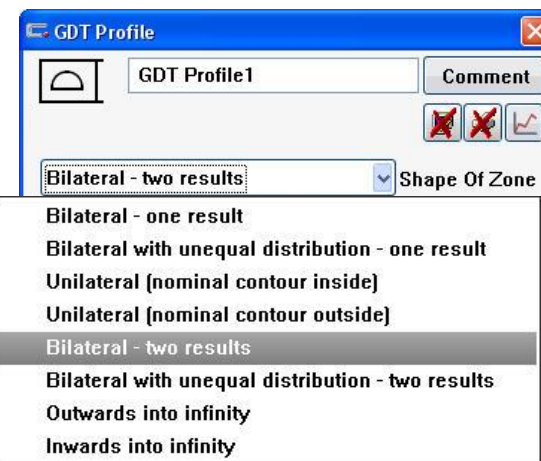 GDT Profile
GDT Profile1
Comment
Bilateral - two results
Shape Of Zone
Bilateral - one result
Bilateral with unequal distribution - one result
Unilateral (nominal contour inside)
Unilateral (nominal contour outside)
Bilateral - two results
Bilateral with unequal distribution - two results
Outwards into infinity
Inwards into infinity